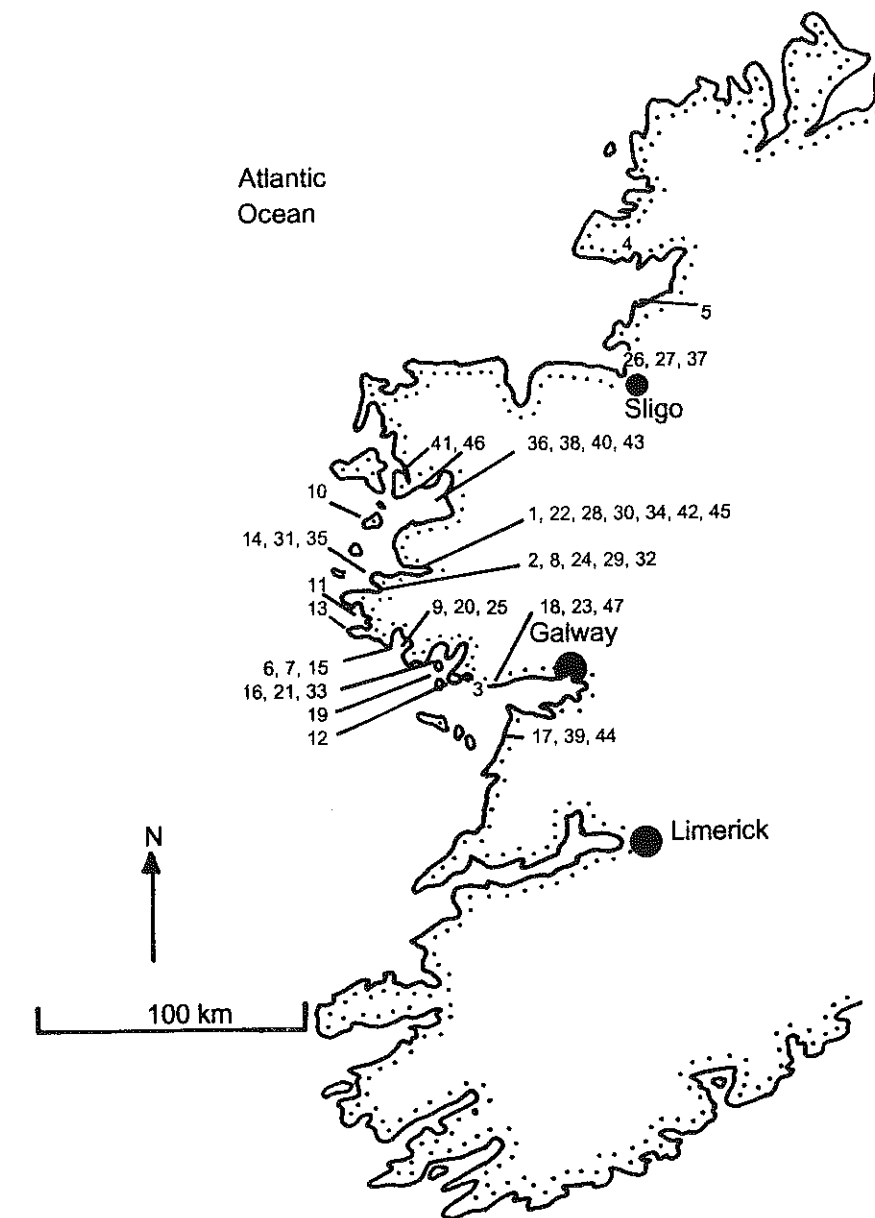 Atlantic
Ocean
4
5
26, 27, 37
Sligo
41, 46
36, 38, 40, 43
10
1, 22, 28, 30, 34, 42, 45
14, 31, 35
2, 8, 24, 29, 32
11
9, 20, 25
18, 23, 47
13
Galway
6, 7, 15
16, 21, 33
3
19
12
17, 39, 44
N
Limerick
100 km